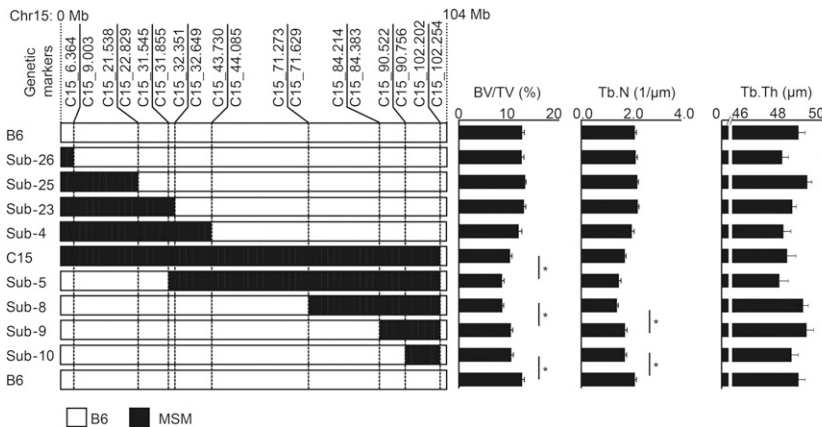 Chr15: 0 Mb
104 Mb
Genetic markers
C15_6.364
C15_9.003
C15_21.538
C15_22.829
C15_31.545
C15_31.855
C15_32.351
C15_32.649
C15_43.730
C15_44.085
C15_71.273
C15_71.629
C15_84.214
C15_84.383
C15_90.522
C15_90.756
C15_102.202
C15_102.254
BV/TV (%)
0 10 20
Tb.N (1/μm)
0 2.0 4.0
Tb.Th (μm)
0 46 48 50
B6
Sub-26
Sub-25
Sub-23
Sub-4
C15
*
Sub-5
Sub-8
* *
Sub-9
Sub-10
* *
B6
B6 MSM